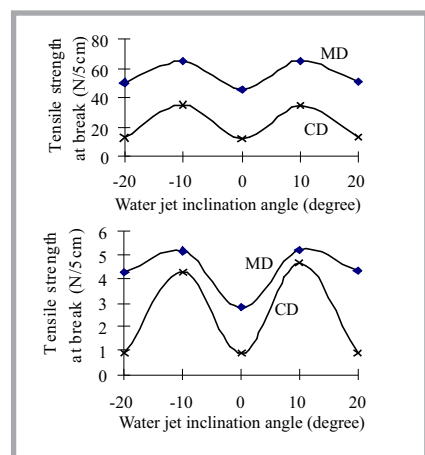 Tensile strength
at break (N/5cm)
80
60
40
20
0
MD
CD
-20 -10 0 10 20
Water jet inclination angle (degree)
Tensile strength
at break (N/5cm)
6
5
4
3
2
1
0
MD
CD
-20 -10 0 10 20
Water jet inclination angle (degree)